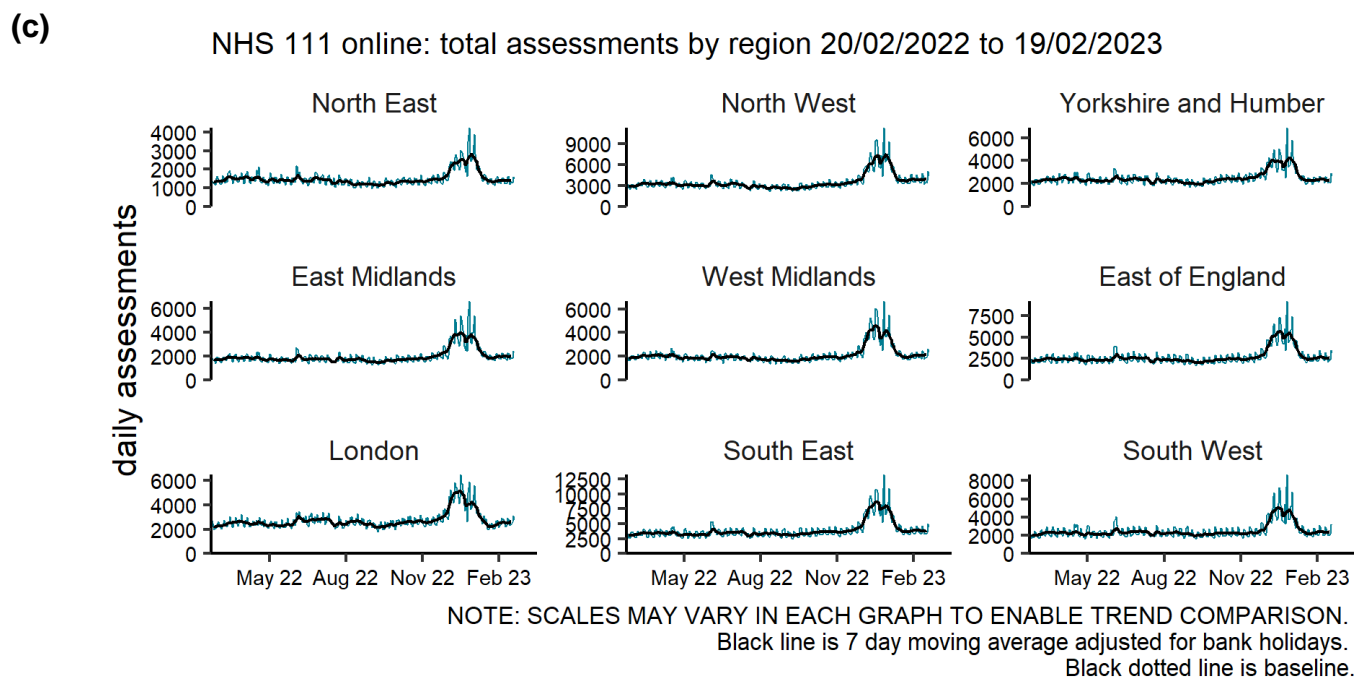 (c)
NHS 111 online: total assessments by region 20/02/2022 to 19/02/2023
daily assessments
North East
4000
3000
2000
1000
0
North West
9000
6000
3000
0
Yorkshire and Humber
6000
4000
2000
0
East Midlands
6000
4000
2000
0
West Midlands
6000
4000
2000
0
East of England
7500
5000
2500
0
London
6000
4000
2000
0
May 22 Aug 22 Nov 22 Feb 23
South East
12500
10000
7500
5000
2500
0
May 22 Aug 22 Nov 22 Feb 23
South West
8000
6000
4000
2000
0
May 22 Aug 22 Nov 22 Feb 23
NOTE: SCALES MAY VARY IN EACH GRAPH TO ENABLE TREND COMPARISON.
Black line is 7 day moving average adjusted for bank holidays.
Black dotted line is baseline.